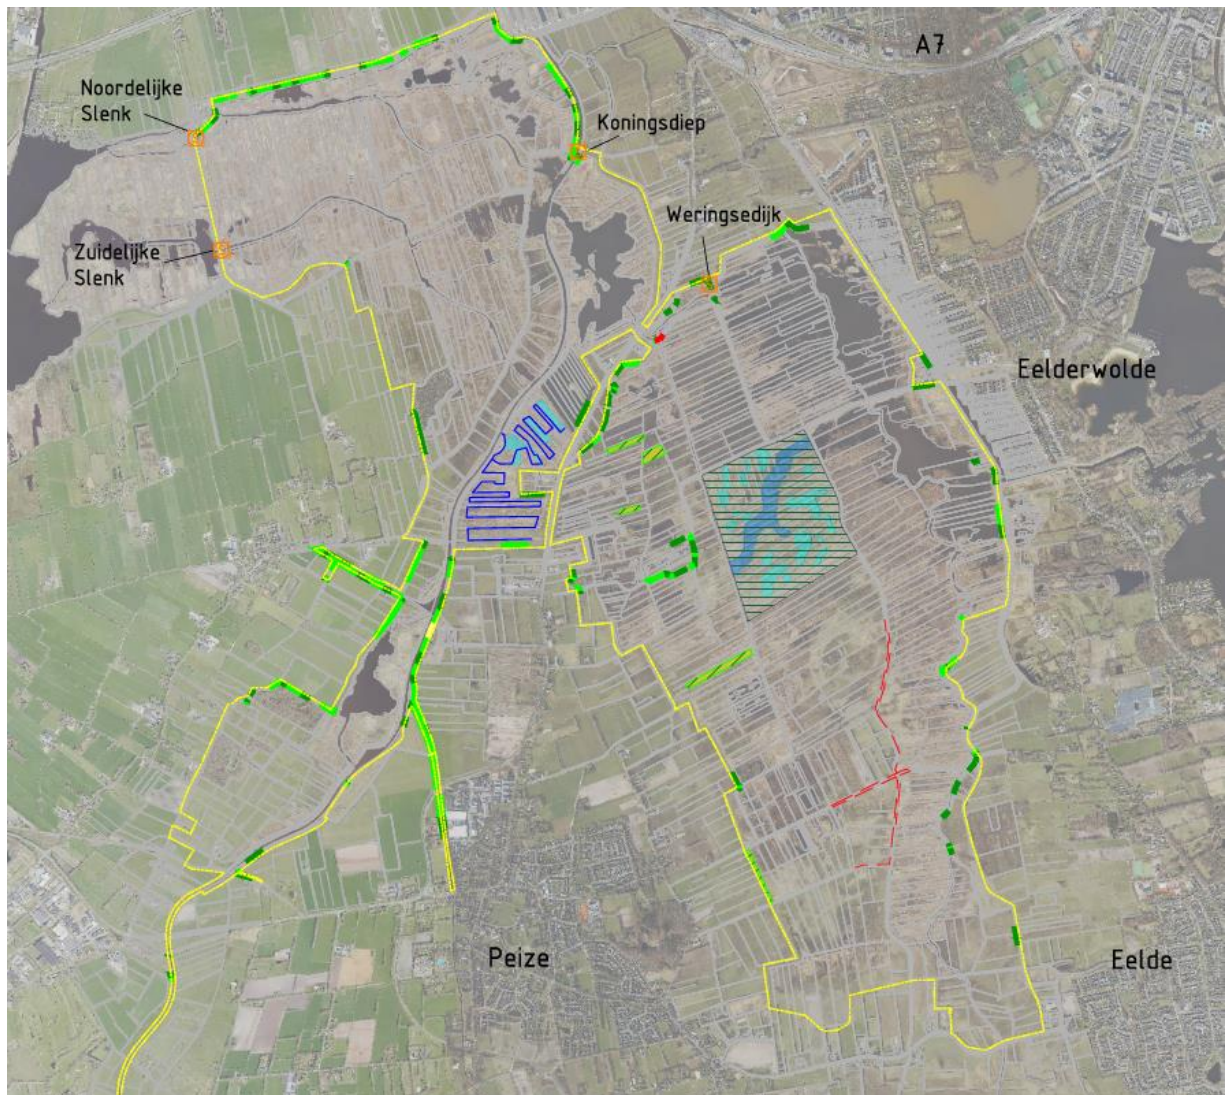 A7
Noordelijke
Slenk
Koningsdiep
Weringsedijk
Zuidelijke
Slenk
Eelderwolde
Peize
Eelde